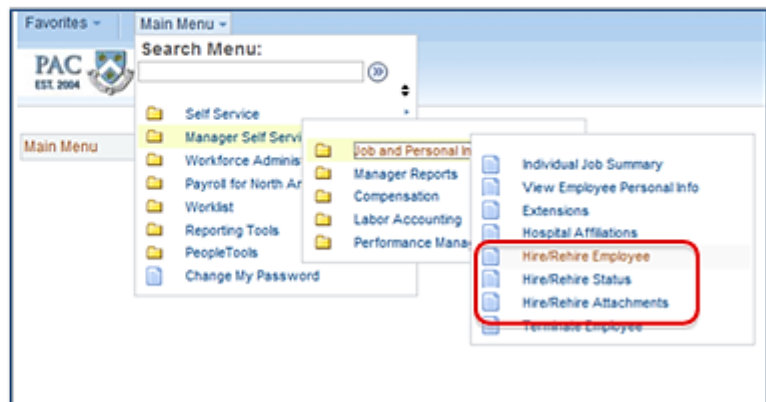 Favorites
Main Menu
Search Menu:
PAC
EST. 2004
Main Menu
Self Service
Manager Self Servi
Workforce Adminis
Payroll for North Am
Worklist
Reporting Tools
PeopleTools
Change My Password
Job and Personal In
Manager Reports
Compensation
Labor Accounting
Performance Mana
Individual Job Summary
View Employee Personal Info
Extensions
Hospital Affiliations
Hire/Rehire Employee
Hire/Rehire Status
Hire/Rehire Attachments
Terminate Employee